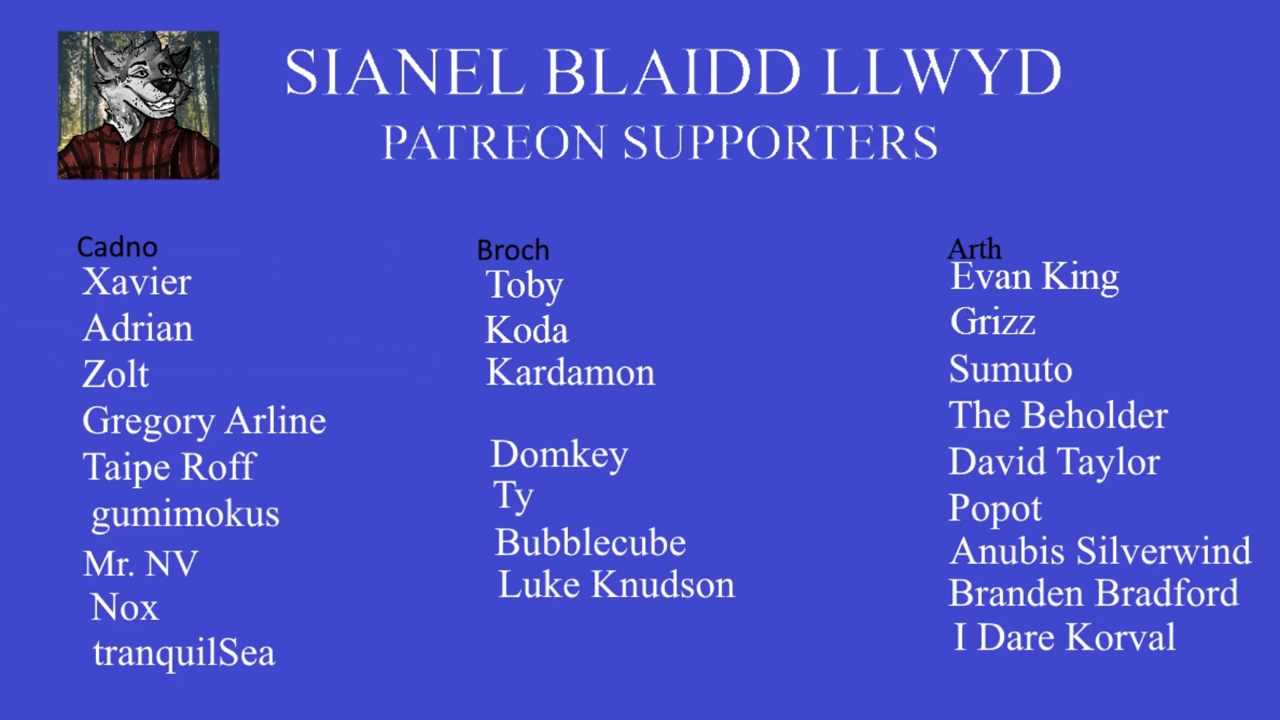 SIANEL BLAIDD LLWYD
PATREON SUPPORTERS
Cadno
Xavier
Adrian
Zolt
Gregory Arline
Taipe Roff
gumimokus
Mr. NV
Nox
tranquilSea
Broch
Toby
Koda
Kardamon
Domkey
Ty
Bubblecube
Luke Knudson
Arth
Evan King
Grizz
Sumuto
The Beholder
David Taylor
Popot
Anubis Silverwind
Branden Bradford
I Dare Korval